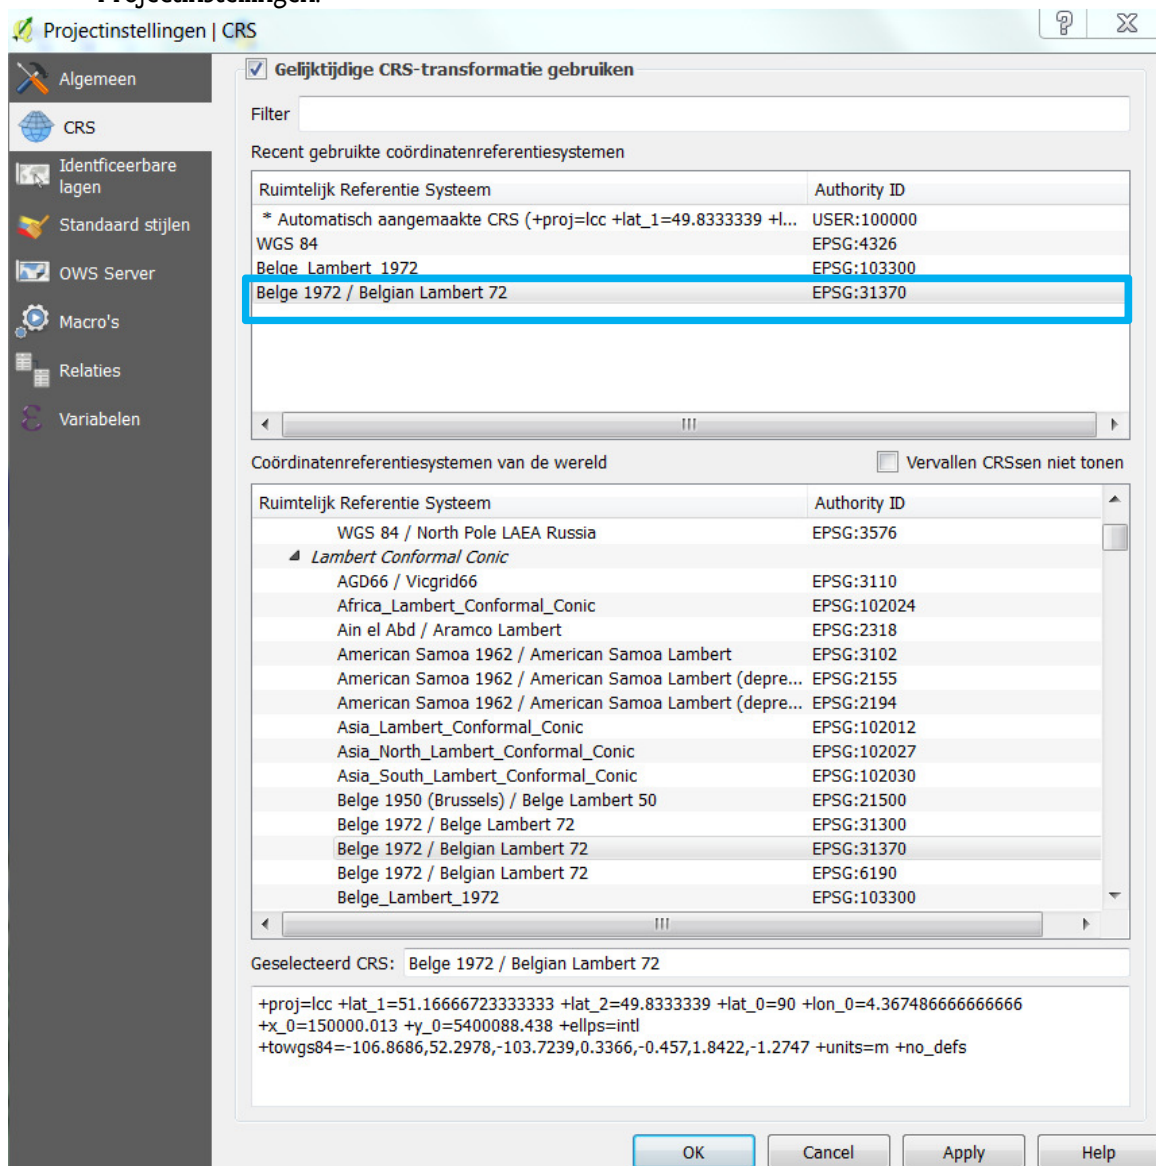 Projectinstellingen.
Projectinstellingen | CRS
Algemeen
CRS
Identficeerbare
lagen
Standaard stijlen
OWS Server
Macro's
Relaties
Variabelen
Gelijktijdige CRS-transformatie gebruiken
Filter
Recent gebruikte coördinatenreferentiesystemen
Ruimtelijk Referentie Systeem Authority ID
* Automatisch aangemaakte CRS (+proj=lcc +lat_1=49.8333339 +l... USER:100000
WGS 84 EPSG:4326
Belge_Lambert_1972 EPSG:103300
Belge 1972 / Belgian Lambert 72 EPSG:31370
Coördinatenreferentiesystemen van de wereld Vervallen CRSsen niet tonen
Ruimtelijk Referentie Systeem Authority ID
WGS 84 / North Pole LAEA Russia EPSG:3576
Lambert Conformal Conic
AGD66 / Vicgrid66 EPSG:3110
Africa_Lambert_Conformal_Conic EPSG:102024
Ain el Abd / Aramco Lambert EPSG:2318
American Samoa 1962 / American Samoa Lambert EPSG:3102
American Samoa 1962 / American Samoa Lambert (depre... EPSG:2155
American Samoa 1962 / American Samoa Lambert (depre... EPSG:2194
Asia_Lambert_Conformal_Conic EPSG:102012
Asia_North_Lambert_Conformal_Conic EPSG:102027
Asia_South_Lambert_Conformal_Conic EPSG:102030
Belge 1950 (Brussels) / Belge Lambert 50 EPSG:21500
Belge 1972 / Belge Lambert 72 EPSG:31300
Belge 1972 / Belgian Lambert 72 EPSG:31370
Belge 1972 / Belgian Lambert 72 EPSG:6190
Belge_Lambert_1972 EPSG:103300
Geselecteerd CRS: Belge 1972 / Belgian Lambert 72
+proj=lcc +lat_1=51.16666723333333 +lat_2=49.8333339 +lat_0=90 +lon_0=4.367486666666666
+x_0=150000.013 +y_0=5400088.438 +ellps=intl
+towgs84=-106.8686,52.2978,-103.7239,0.3366,-0.457,1.8422,-1.2747 +units=m +no_defs
OK Cancel Apply Help